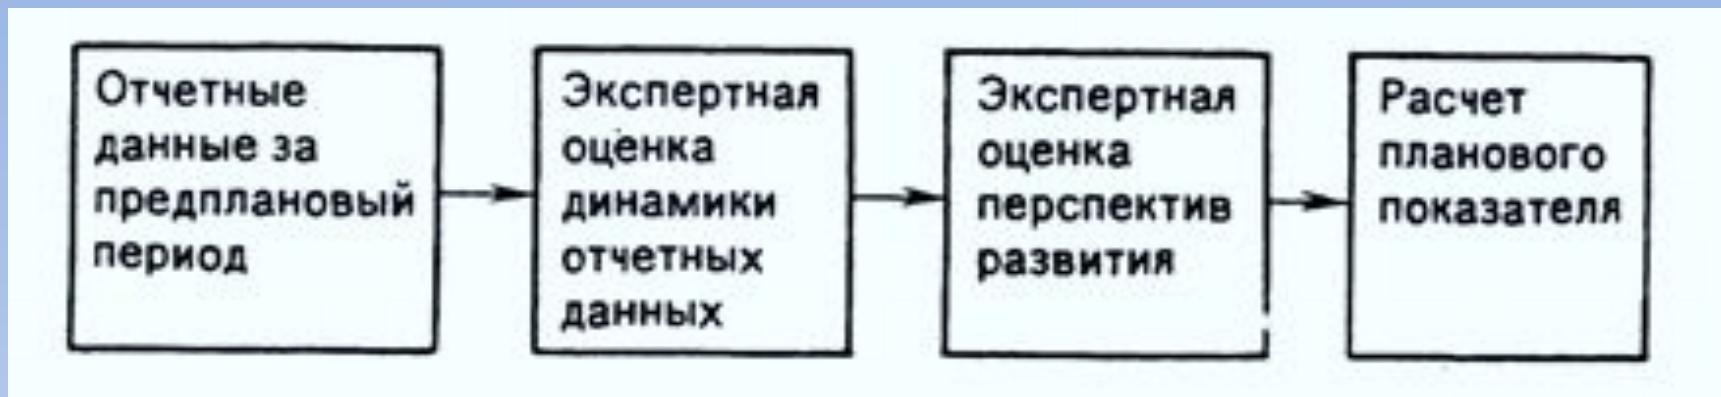 Отчетные
данные за
предплановый
период
Экспертная
оценка
динамики
отчетных
данных
Экспертная
оценка
перспектив
развития
Расчет
планового
показателя